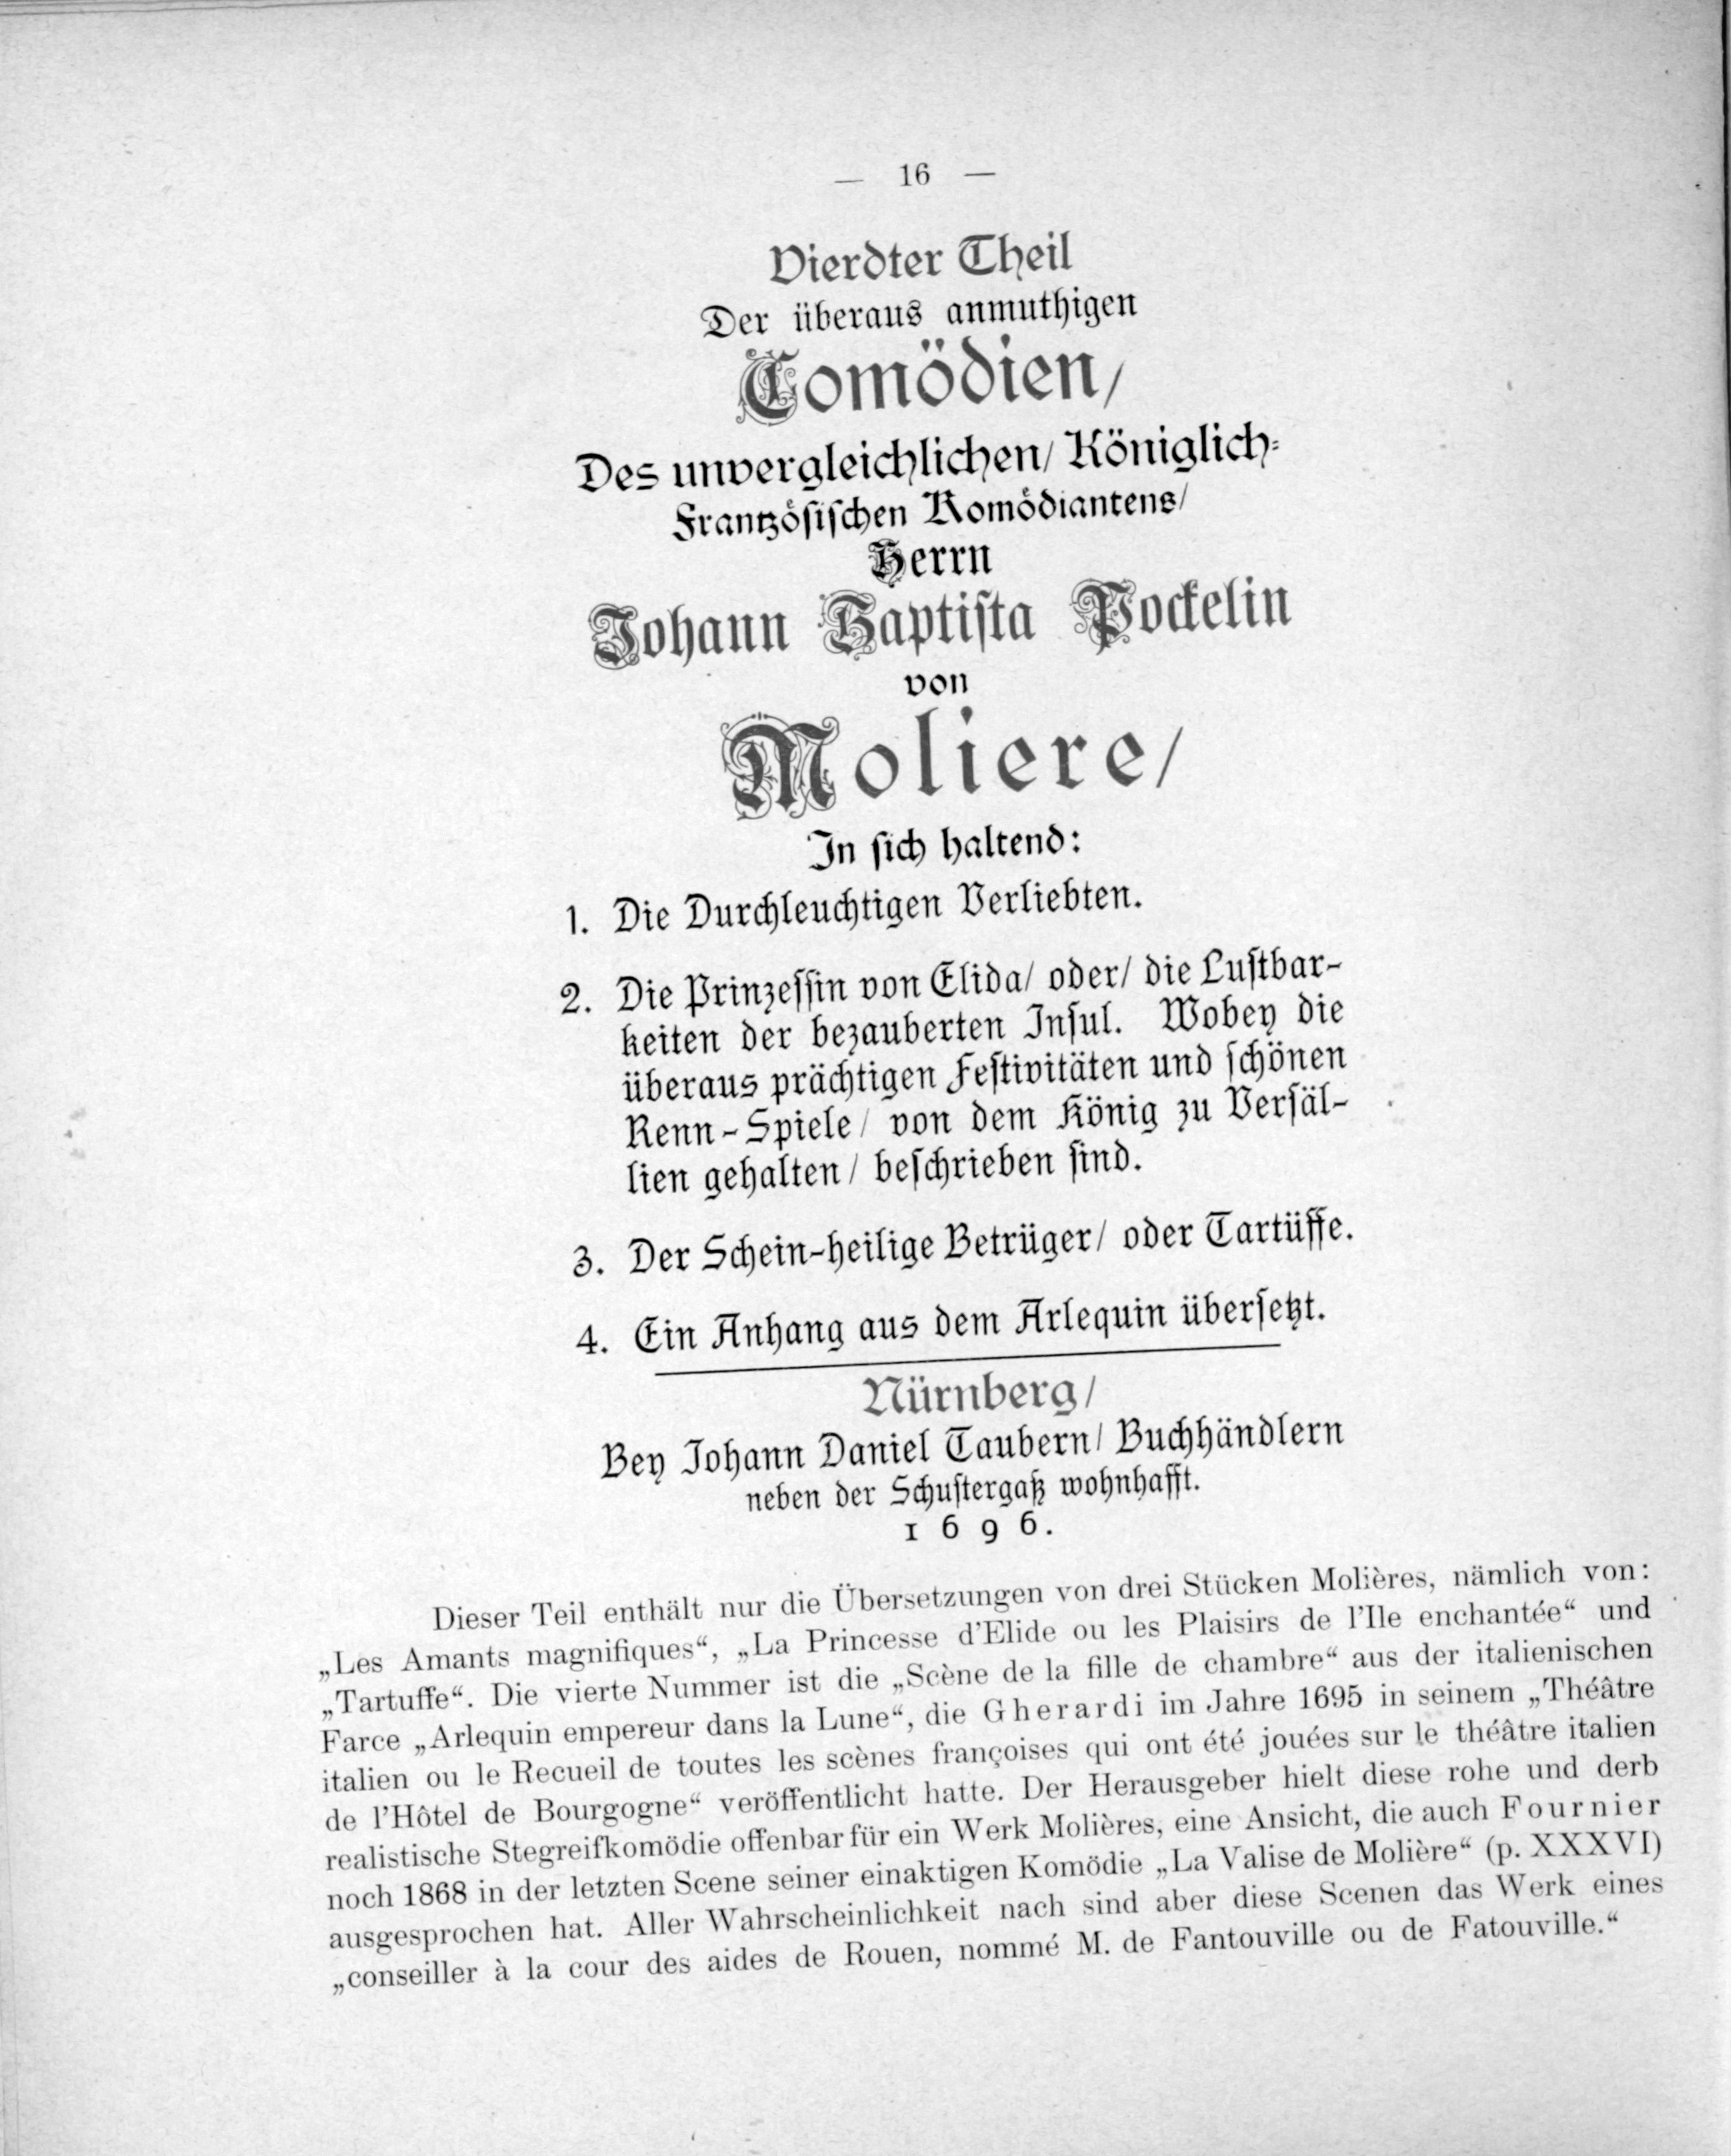 — 16 —
Vierdter Theil
Der überaus anmuthigen
Comödien/
Des unvergleichlichen/ Königlich-
Frantzösischen Komödiantens/
Herrn
Johann Baptista Pockelin
von
Moliere/
In sich haltend:
1. Die Durchleuchtigen Verliebten.
2. Die Prinzessin von Elida/ oder/ die Lustbar-
keiten der bezauberten Insul. Wobey die
überaus prächtigen Festivitäten und schönen
Renn-Spiele/ von dem König zu Versäl-
lien gehalten/ beschrieben sind.
3. Der Schein-heilige Betrüger/ oder Tartüffe.
4. Ein Anhang aus dem Arlequin übersetzt.
Nürnberg/
Bey Johann Daniel Taubern/ Buchhändlern
neben der Schustergaß wohnhafft.
1696.
Dieser Teil enthält nur die Übersetzungen von drei Stücken Molières, nämlich von:
„Les Amants magnifiques“, „La Princesse d'Elide ou les Plaisirs de l'Ile enchantée“ und
„Tartuffe“. Die vierte Nummer ist die „Scène de la fille de chambre“ aus der italienischen
Farce „Arlequin empereur dans la Lune“, die Gherardi im Jahre 1695 in seinem „Théâtre
italien ou le Recueil de toutes les scènes françoises qui ont été jouées sur le théâtre italien
de l'Hôtel de Bourgogne“ veröffentlicht hatte. Der Herausgeber hielt diese rohe und derb
realistische Stegreifkomödie offenbar für ein Werk Molières, eine Ansicht, die auch Fournier
noch 1868 in der letzten Scene seiner einaktigen Komödie „La Valise de Molière“ (p. XXXVI)
ausgesprochen hat. Aller Wahrscheinlichkeit nach sind aber diese Scenen das Werk eines
„conseiller à la cour des aides de Rouen, nommé M. de Fantouville ou de Fatouville.“